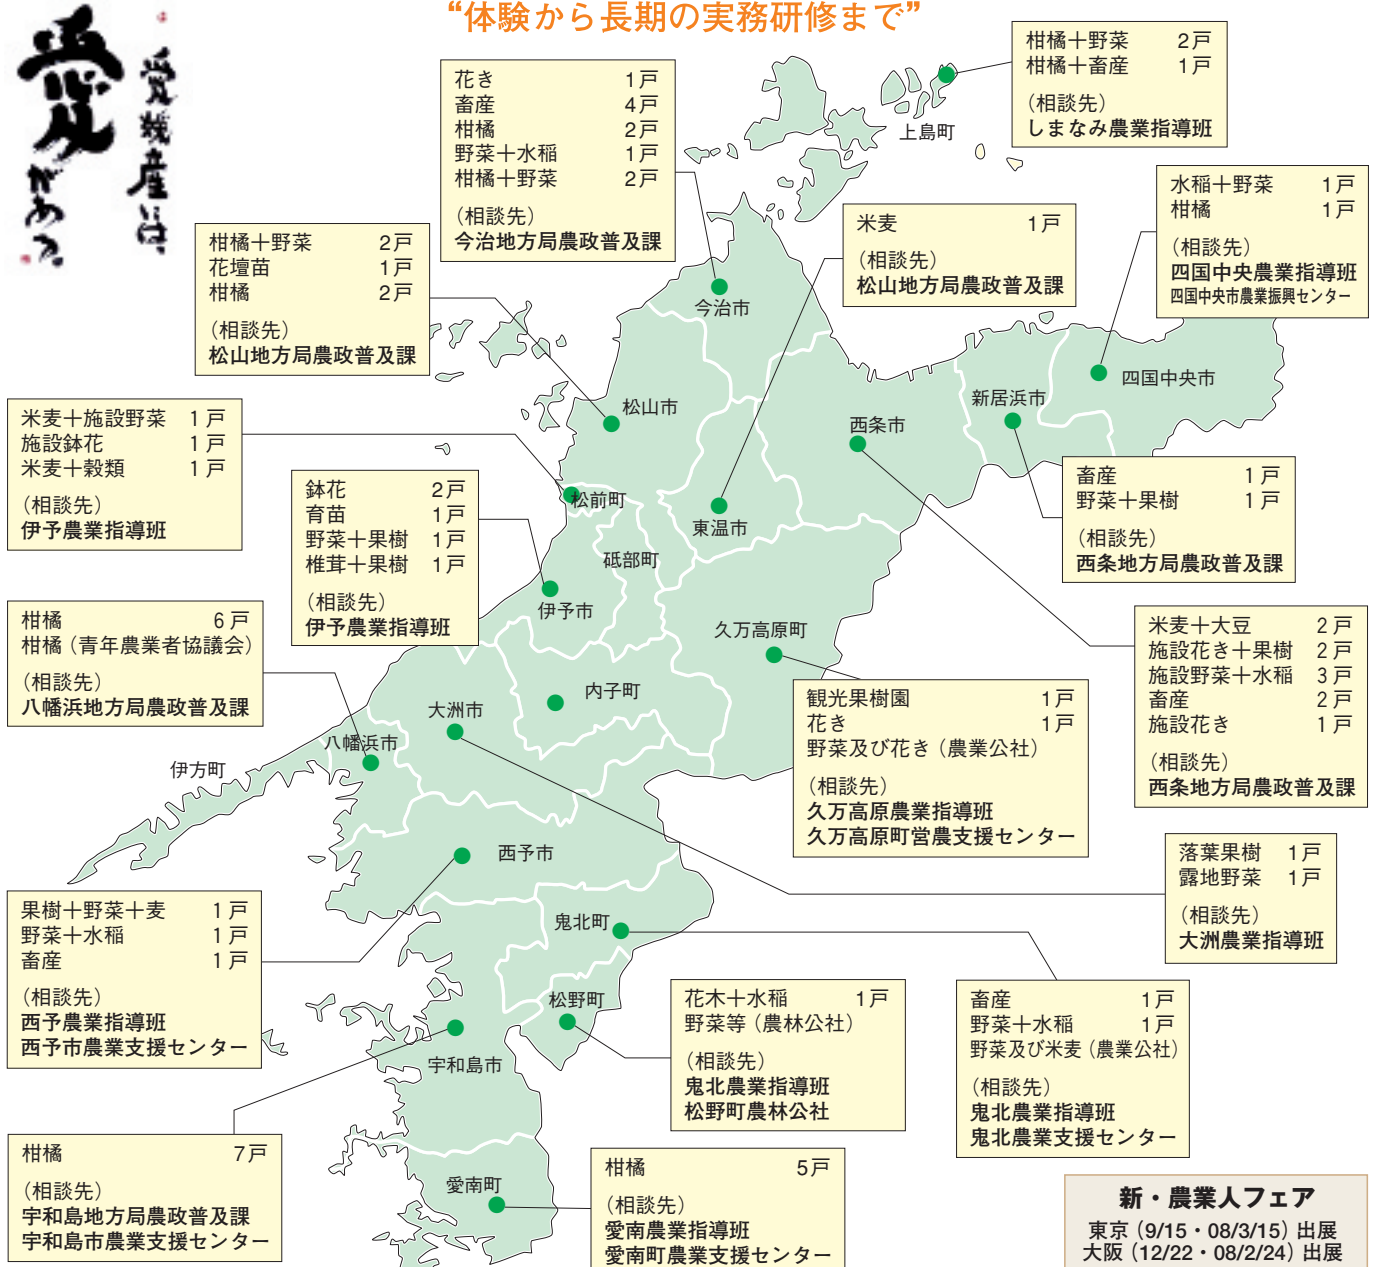 “体験から長期の実務研修まで”
愛媛産には、
愛がある。
花き 1戸
畜産 4戸
柑橘 2戸
野菜＋水稲 1戸
柑橘＋野菜 2戸
（相談先）
今治地方局農政普及課
柑橘＋野菜 2戸
柑橘＋畜産 1戸
（相談先）
しまなみ農業指導班
上島町
水稲＋野菜 1戸
柑橘 1戸
（相談先）
四国中央農業指導班
四国中央市農業振興センター
米麦 1戸
（相談先）
松山地方局農政普及課
柑橘＋野菜 2戸
花壇苗 1戸
柑橘 2戸
（相談先）
松山地方局農政普及課
今治市
四国中央市
新居浜市
西条市
松山市
米麦＋施設野菜 1戸
施設鉢花 1戸
米麦＋穀類 1戸
（相談先）
伊予農業指導班
鉢花 2戸
育苗 1戸
野菜＋果樹 1戸
椎茸＋果樹 1戸
（相談先）
伊予農業指導班
松前町
東温市
砥部町
畜産 1戸
野菜＋果樹 1戸
（相談先）
西条地方局農政普及課
伊予市
久万高原町
柑橘 6戸
柑橘（青年農業者協議会）
（相談先）
八幡浜地方局農政普及課
米麦＋大豆 2戸
施設花き＋果樹 2戸
施設野菜＋水稲 3戸
畜産 2戸
施設花き 1戸
（相談先）
西条地方局農政普及課
内子町
大洲市
八幡浜市
伊方町
観光果樹園 1戸
花き 1戸
野菜及び花き（農業公社）
（相談先）
久万高原農業指導班
久万高原町営農支援センター
西予市
落葉果樹 1戸
露地野菜 1戸
（相談先）
大洲農業指導班
果樹＋野菜＋麦 1戸
野菜＋水稲 1戸
畜産 1戸
（相談先）
西予農業指導班
西予市農業支援センター
鬼北町
松野町
花木＋水稲 1戸
野菜等（農林公社）
（相談先）
鬼北農業指導班
松野町農林公社
畜産 1戸
野菜＋水稲 1戸
野菜及び米麦（農業公社）
（相談先）
鬼北農業指導班
鬼北農業支援センター
宇和島市
柑橘 7戸
（相談先）
宇和島地方局農政普及課
宇和島市農業支援センター
愛南町
柑橘 5戸
（相談先）
愛南農業指導班
愛南町農業支援センター
新・農業人フェア
東京（9/15・08/3/15）出展
大阪（12/22・08/2/24）出展